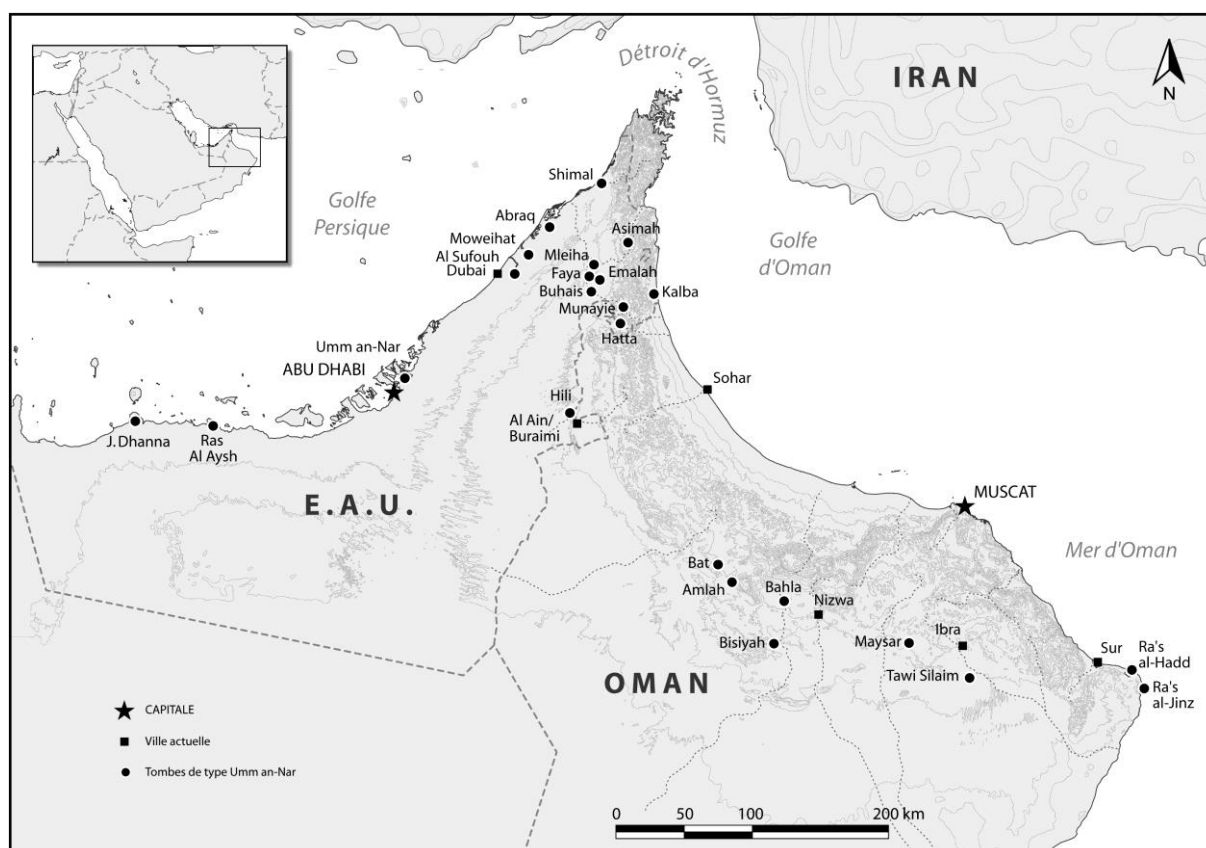 Détroit d'Hormuz
IRAN
N
Golfe
Persique
Shimal
Abraq
Asimah
Golfe
d'Oman
Moweihat
Al Sufouh
Dubai
Mleiha
Faya
Emalah
Buhais
Kalba
Munayie
Hatta
Umm an-Nar
ABU DHABI
Sohar
Hili
Al Ain/
Buraimi
J. Dhanna
Ras
Al Aysh
E.A.U.
MUSCAT
Mer d'Oman
Bat
Amlah
Bahla
Nizwa
Bisiyah
Maysar
Ibra
Tawi Silaim
Sur
Ra's
al-Hadd
Ra's
al-Jinz
OMAN
CAPITALE
Ville actuelle
Tombes de type Umm an-Nar
0 50 100 200 km